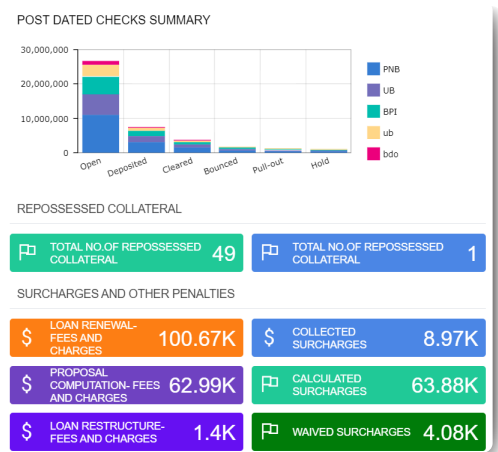 POST DATED CHECKS SUMMARY
30,000,000
20,000,000
10,000,000
0
Open
Deposited
Cleared
Bounced
Pull-out
Hold
PNB
UB
BPI
ub
bdo
REPOSSESSED COLLATERAL
TOTAL NO.OF REPOSSESSED
COLLATERAL
49
TOTAL NO.OF REPOSSESSED
COLLATERAL
1
SURCHARGES AND OTHER PENALTIES
$
LOAN RENEWAL-
FEES AND
CHARGES
100.67K
$
COLLECTED
SURCHARGES
8.97K
$
PROPOSAL
COMPUTATION- FEES
AND CHARGES
62.99K
CALCULATED
SURCHARGES
63.88K
$
LOAN RESTRUCTURE-
FEES AND CHARGES
1.4K
WAIVED SURCHARGES
4.08K